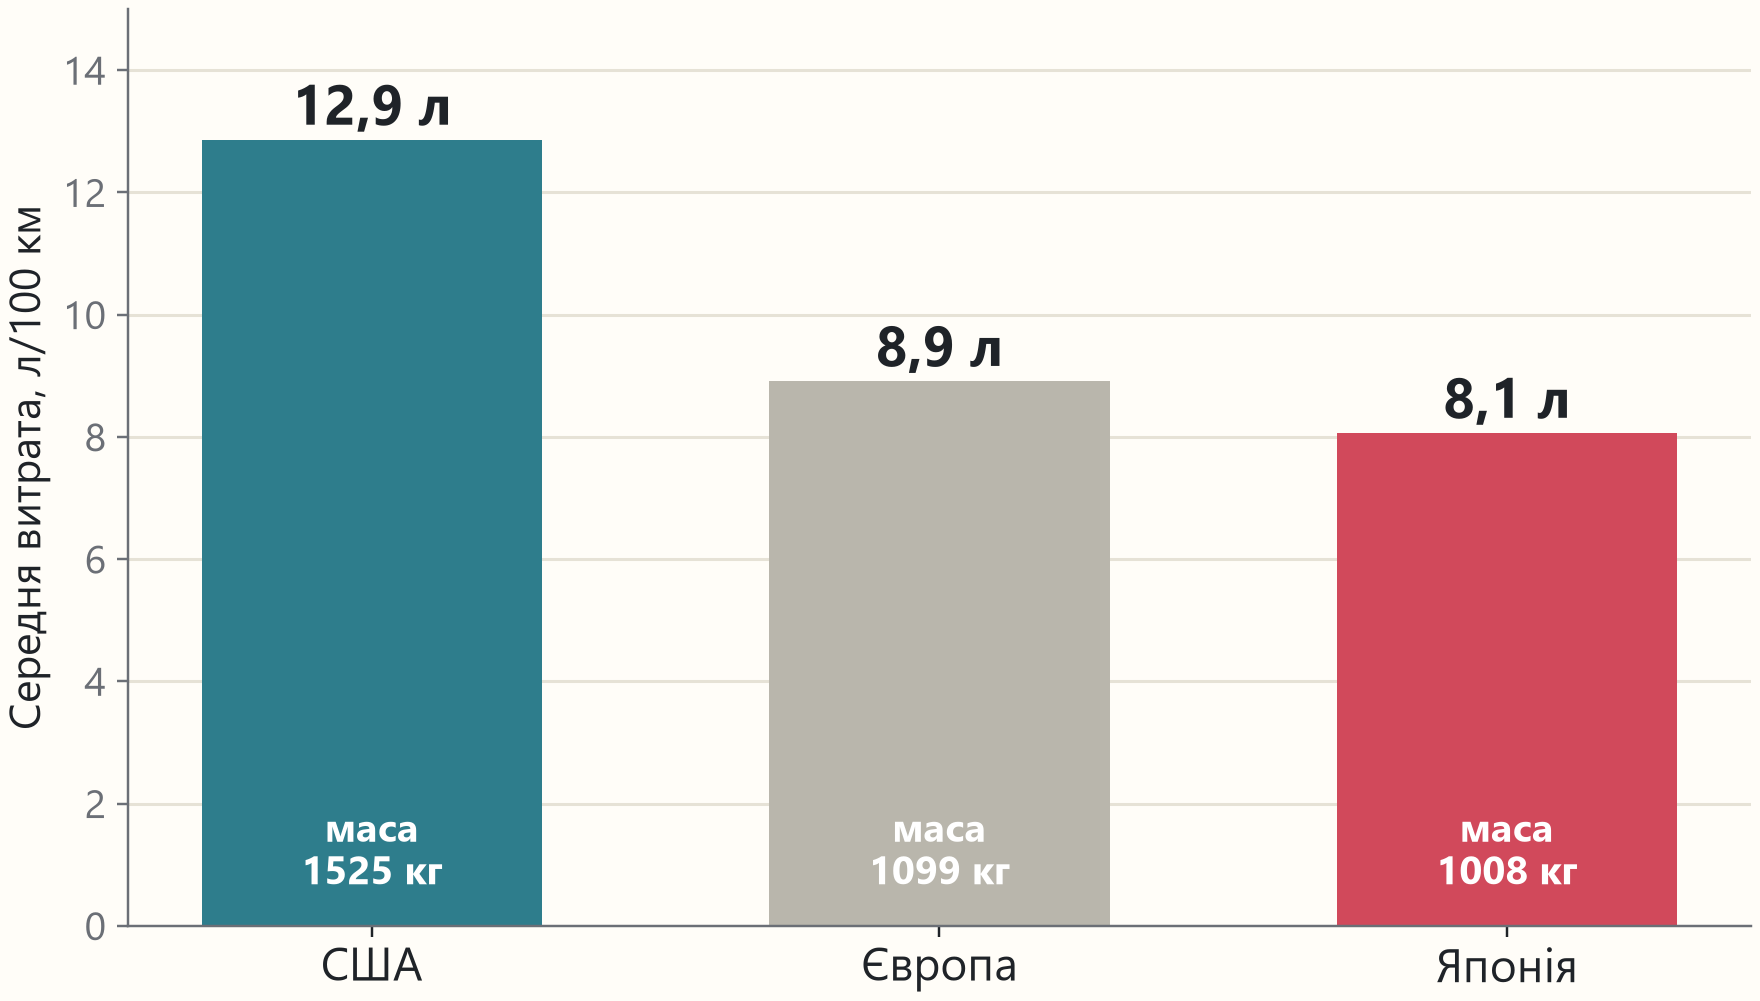 Середня витрата, л/100 км
14
12
10
8
6
4
2
0
12,9 л
8,9 л
8,1 л
маса
1525 кг
маса
1099 кг
маса
1008 кг
США
Європа
Японія